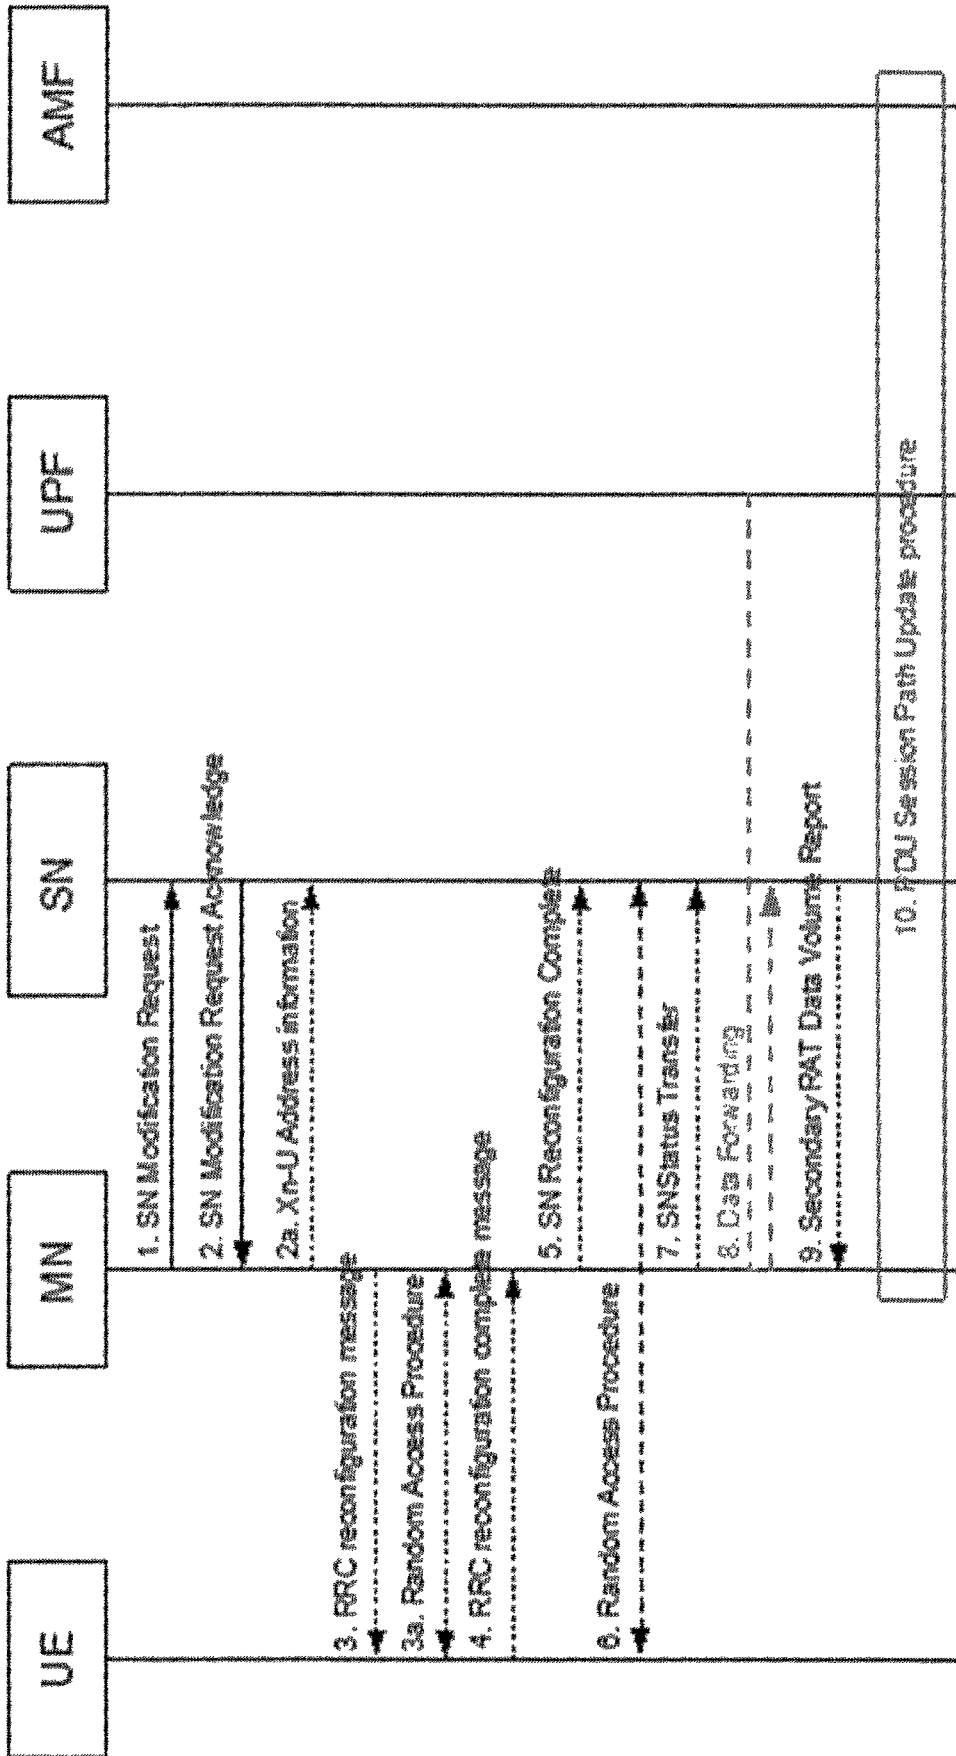 UE
MN
SN
UPF
AMF
1. SN Modification Request
2. SN Modification Request Acknowledge
2a. Xn-U Address information
3. RRC reconfiguration message
3a. Random Access Procedure
4. RRC reconfiguration complete message
5. SN Reconfiguration Complete
6. Random Access Procedure
7. SNStatus Transfer
8. Data Forwarding
9. Secondary RAT Data Volume Report
10. PDU Session Path Update procedure